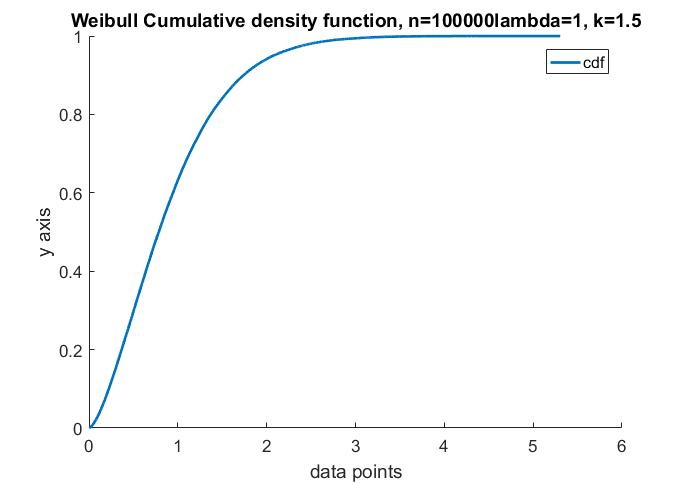 Weibull Cumulative density function, n=100000lambda=1, k=1.5
1
cdf
0.8
0.6
y axis
0.4
0.2
0
0 1 2 3 4 5 6
data points